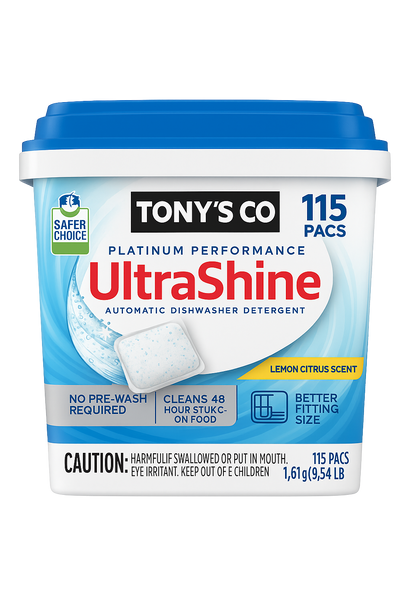 SAFER
CHOICE
TONY'S CO
115
PACS
PLATINUM PERFORMANCE
UltraShine
AUTOMATIC DISHWASHER DETERGENT
LEMON CITRUS SCENT
NO PRE-WASH
REQUIRED
CLEANS 48
HOUR STUKC-
ON FOOD
BETTER
FITTING
SIZE
CAUTION: HARMFULIF SWALLOWED OR PUT IN MOUTH.
EYE IRRITANT. KEEP OUT OF E CHILDREN
115 PACS
1,61g(9,54 LB